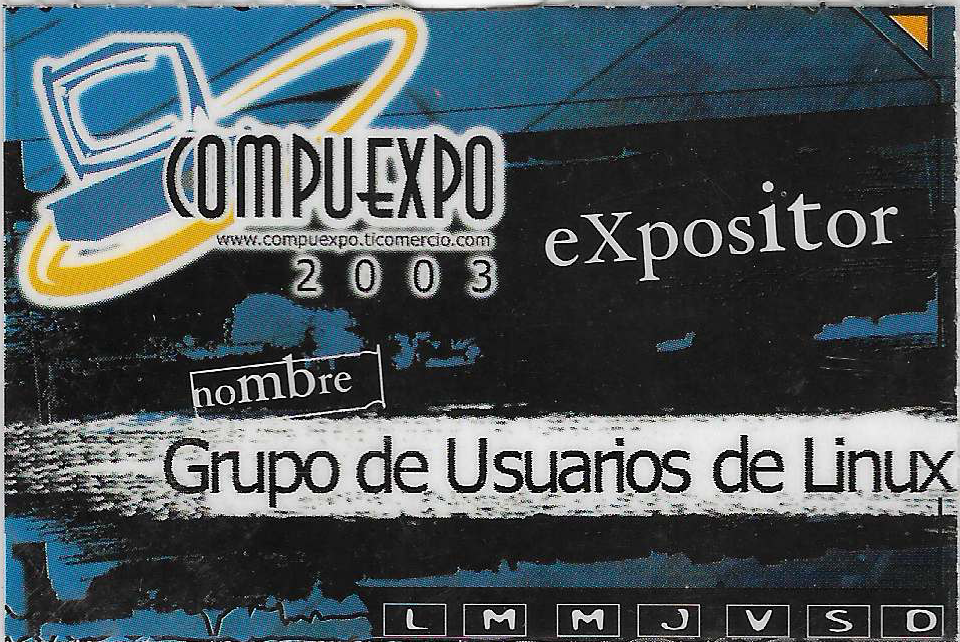 COMPUEXPO
www.compuexpo.ticomercio.com
2003
eXpositor
nombre
Grupo de Usuarios de Linux
L M M J V S D